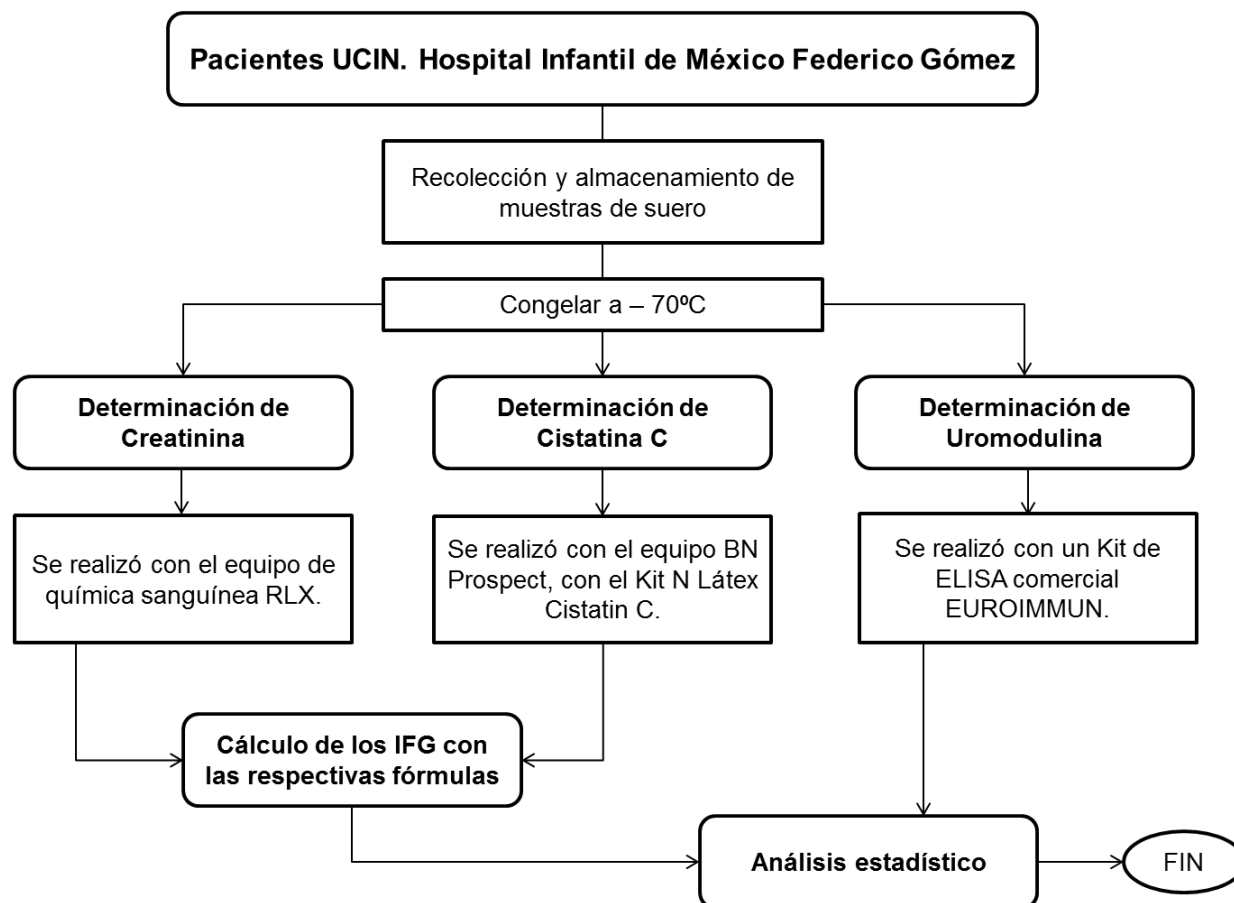 Pacientes UCIN. Hospital Infantil de México Federico Gómez
Recolección y almacenamiento de
muestras de suero
Congelar a – 70ºC
Determinación de
Creatinina
Determinación de
Cistatina C
Determinación de
Uromodulina
Se realizó con el equipo de
química sanguínea RLX.
Se realizó con el equipo BN
Prospect, con el Kit N Látex
Cistatin C.
Se realizó con un Kit de
ELISA comercial
EUROIMMUN.
Cálculo de los IFG con
las respectivas fórmulas
Análisis estadístico
FIN